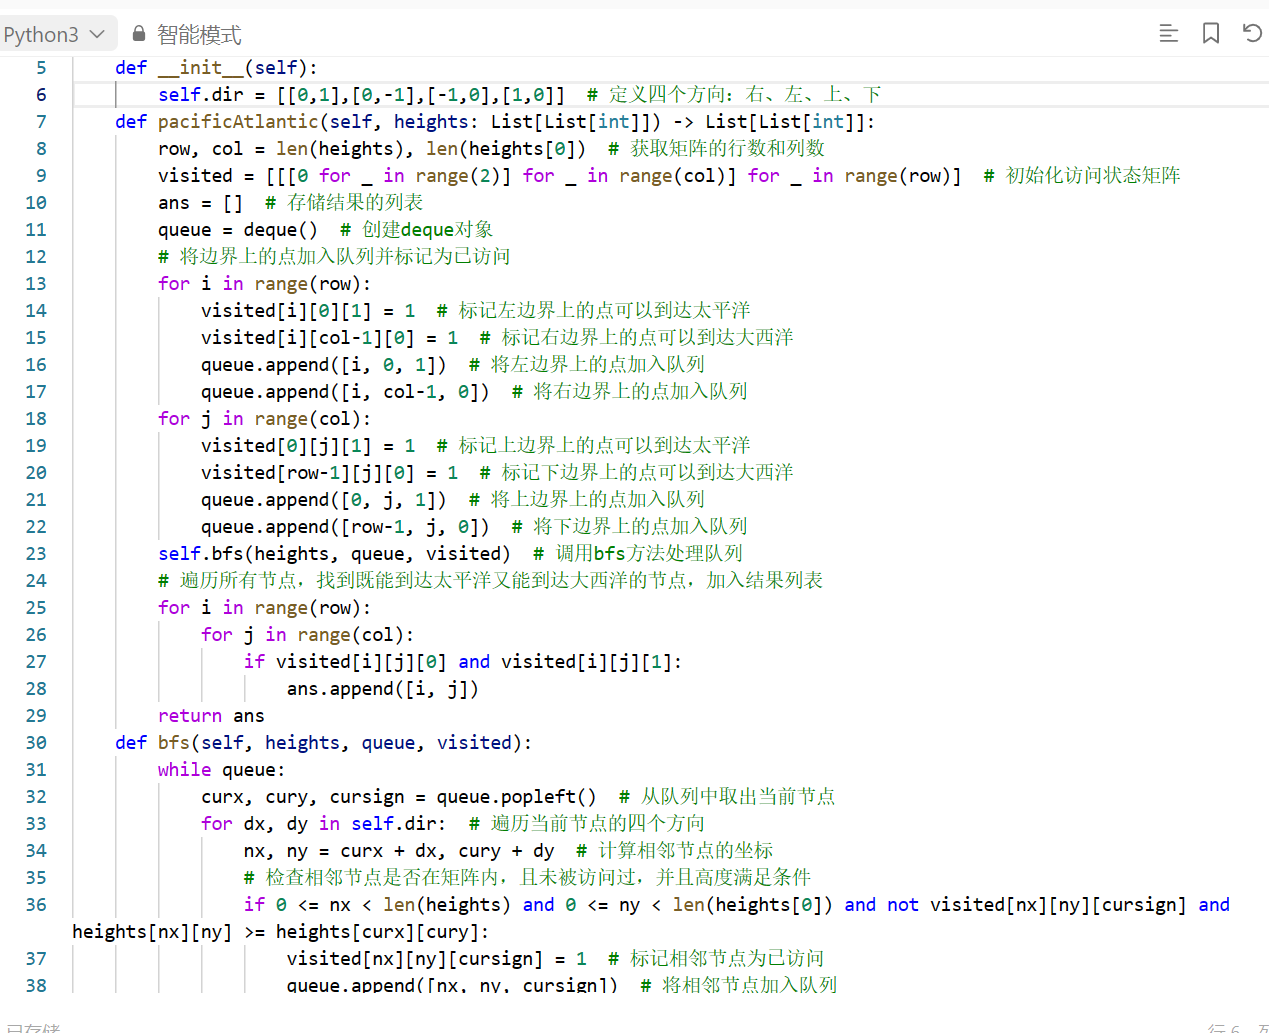 Python3 智能模式
5 def __init__(self):
6 self.dir = [[0,1],[0,-1],[-1,0],[1,0]]  # 定义四个方向：右、左、上、下
7 def pacificAtlantic(self, heights: List[List[int]]) -> List[List[int]]:
8 row, col = len(heights), len(heights[0])  # 获取矩阵的行数和列数
9 visited = [[[0 for _ in range(2)] for _ in range(col)] for _ in range(row)]  # 初始化访问状态矩阵
10 ans = []  # 存储结果的列表
11 queue = deque()  # 创建deque对象
12 # 将边界上的点加入队列并标记为已访问
13 for i in range(row):
14 visited[i][0][1] = 1  # 标记左边界上的点可以到达太平洋
15 visited[i][col-1][0] = 1  # 标记右边界上的点可以到达大西洋
16 queue.append([i, 0, 1])  # 将左边界上的点加入队列
17 queue.append([i, col-1, 0])  # 将右边界上的点加入队列
18 for j in range(col):
19 visited[0][j][1] = 1  # 标记上边界上的点可以到达太平洋
20 visited[row-1][j][0] = 1  # 标记下边界上的点可以到达大西洋
21 queue.append([0, j, 1])  # 将上边界上的点加入队列
22 queue.append([row-1, j, 0])  # 将下边界上的点加入队列
23 self.bfs(heights, queue, visited)  # 调用bfs方法处理队列
24 # 遍历所有节点，找到既能到达太平洋又能到达大西洋的节点，加入结果列表
25 for i in range(row):
26 for j in range(col):
27 if visited[i][j][0] and visited[i][j][1]:
28 ans.append([i, j])
29 return ans
30 def bfs(self, heights, queue, visited):
31 while queue:
32 curx, cury, cursign = queue.popleft()  # 从队列中取出当前节点
33 for dx, dy in self.dir:  # 遍历当前节点的四个方向
34 nx, ny = curx + dx, cury + dy  # 计算相邻节点的坐标
35 # 检查相邻节点是否在矩阵内，且未被访问过，并且高度满足条件
36 if 0 <= nx < len(heights) and 0 <= ny < len(heights[0]) and not visited[nx][ny][cursign] and
heights[nx][ny] >= heights[curx][cury]:
37 visited[nx][ny][cursign] = 1  # 标记相邻节点为已访问
38 queue.append([nx, ny, cursign])  # 将相邻节点加入队列
已存储 行 6